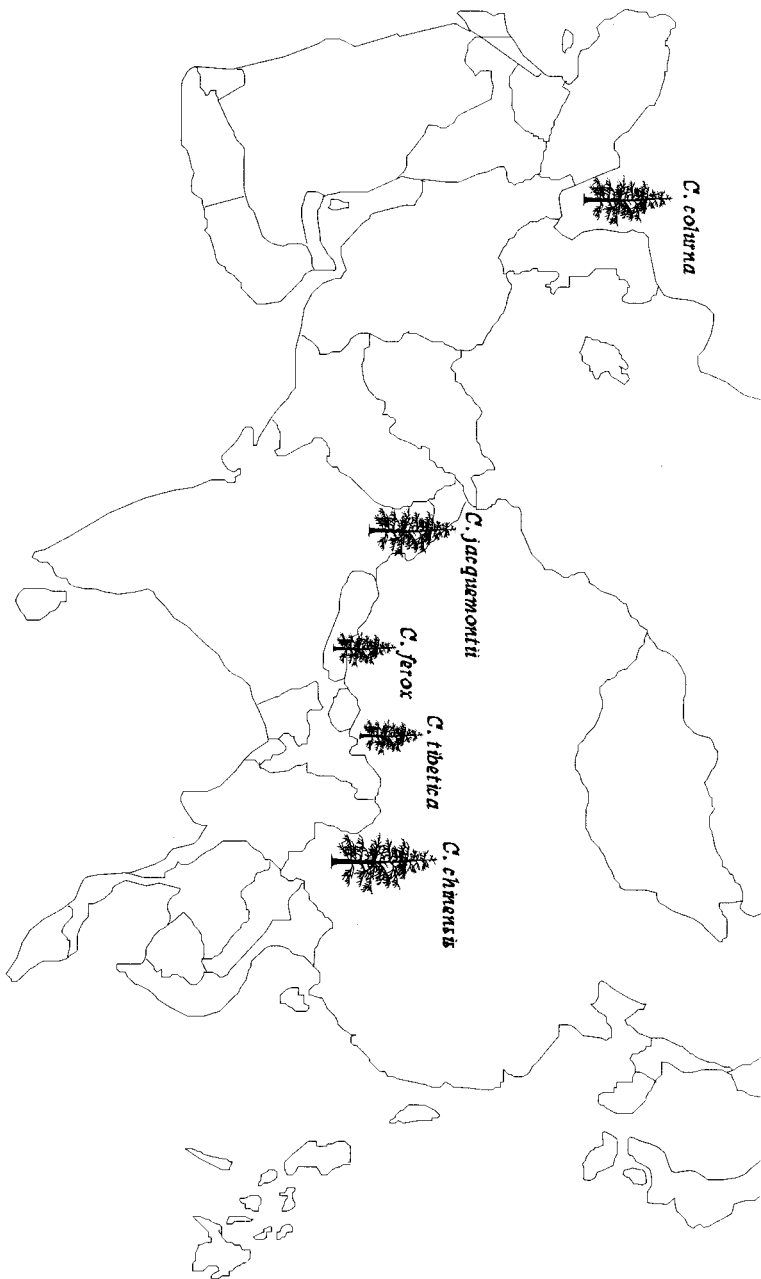 C. colurna
C. jacquemontii
C. ferox
C. tibetica
C. chinensis